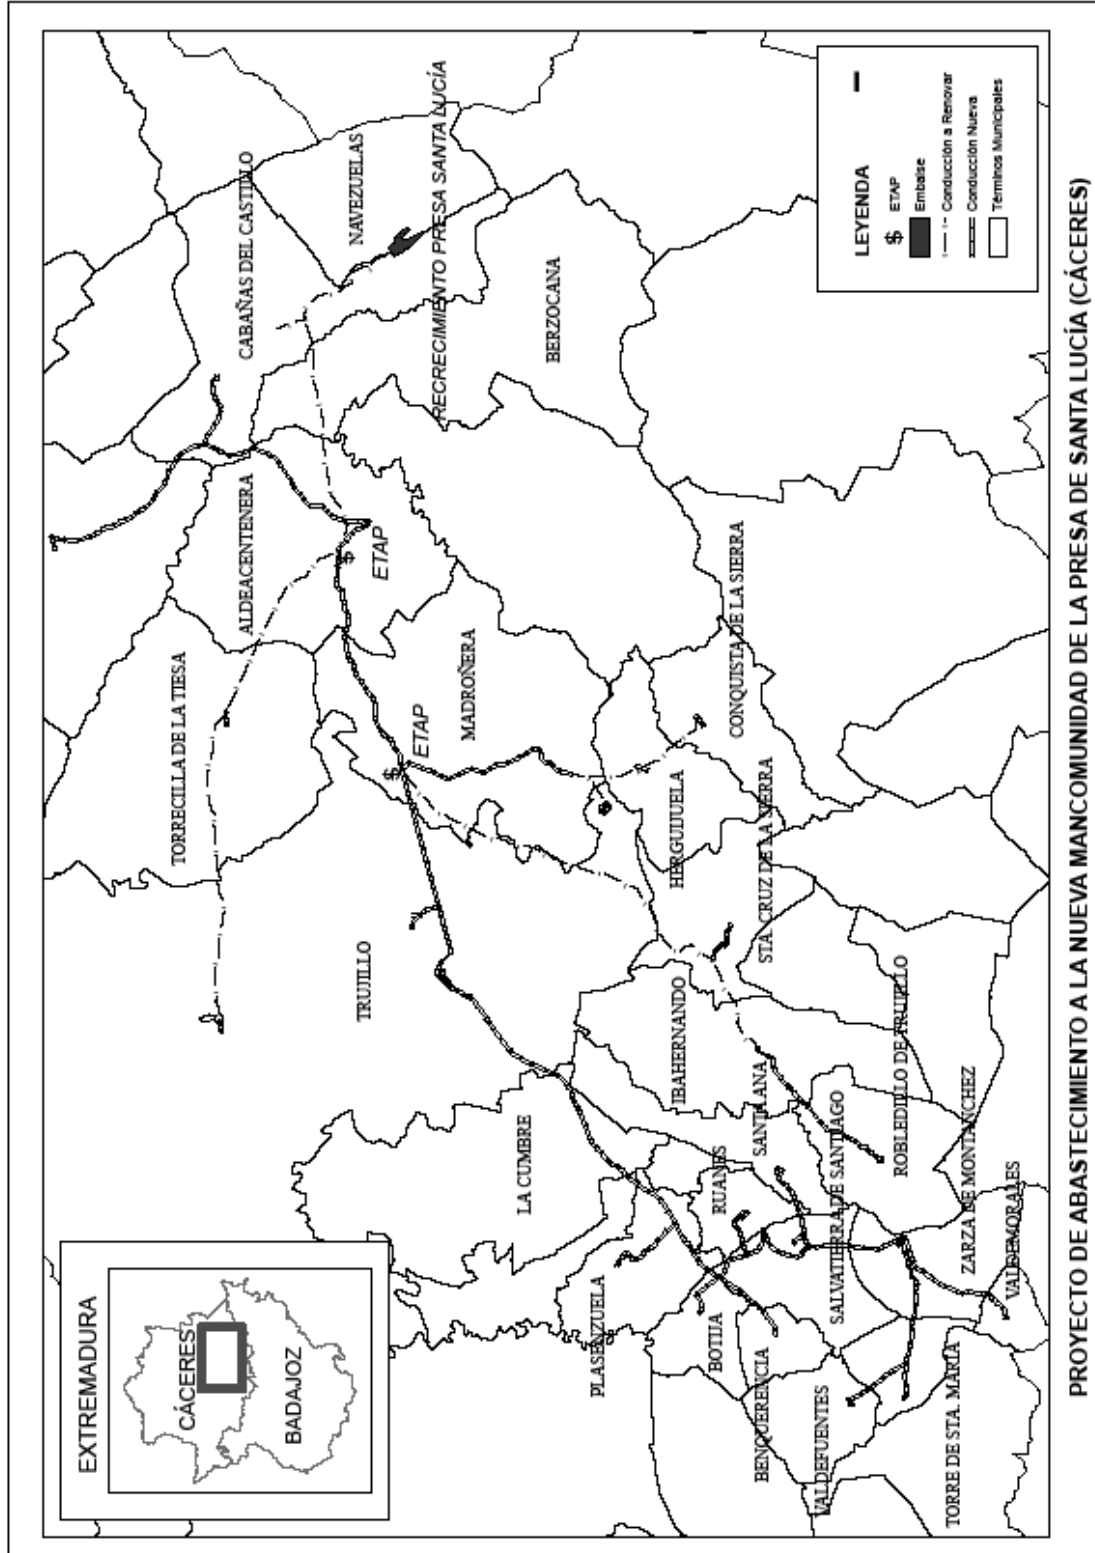 EXTREMADURA
CÁCERES
BADAJOZ
CABAÑAS DEL CASTILLO
NAVEZUELAS
RECRECIMIENTO PRESA SANTA LUCÍA
BERZOCANA
ALDEACENTENERA
ETAP
TORRECILLA DE LA TIESA
MADROÑERA
ETAP
CONQUISTA DE LA SIERRA
HERGUIJUELA
STA. CRUZ DE LA SIERRA
TRUJILLO
IBAHERNANDO
ROBLEDILLO DE TRUJILLO
LA CUMBRE
SANTA ANA
RUANES
SALVATIERRA DE SANTIAGO
ZARZA DE MONTÁNCHEZ
VALDEMORALES
PLASENZUELA
BOTIJA
BENQUERENCIA
VALDEFUENTES
TORRE DE STA. MARÍA
LEYENDA
$ ETAP
Embalse
Conducción a Renovar
Conducción Nueva
Términos Municipales
PROYECTO DE ABASTECIMIENTO A LA NUEVA MANCOMUNIDAD DE LA PRESA DE SANTA LUCÍA (CÁCERES)